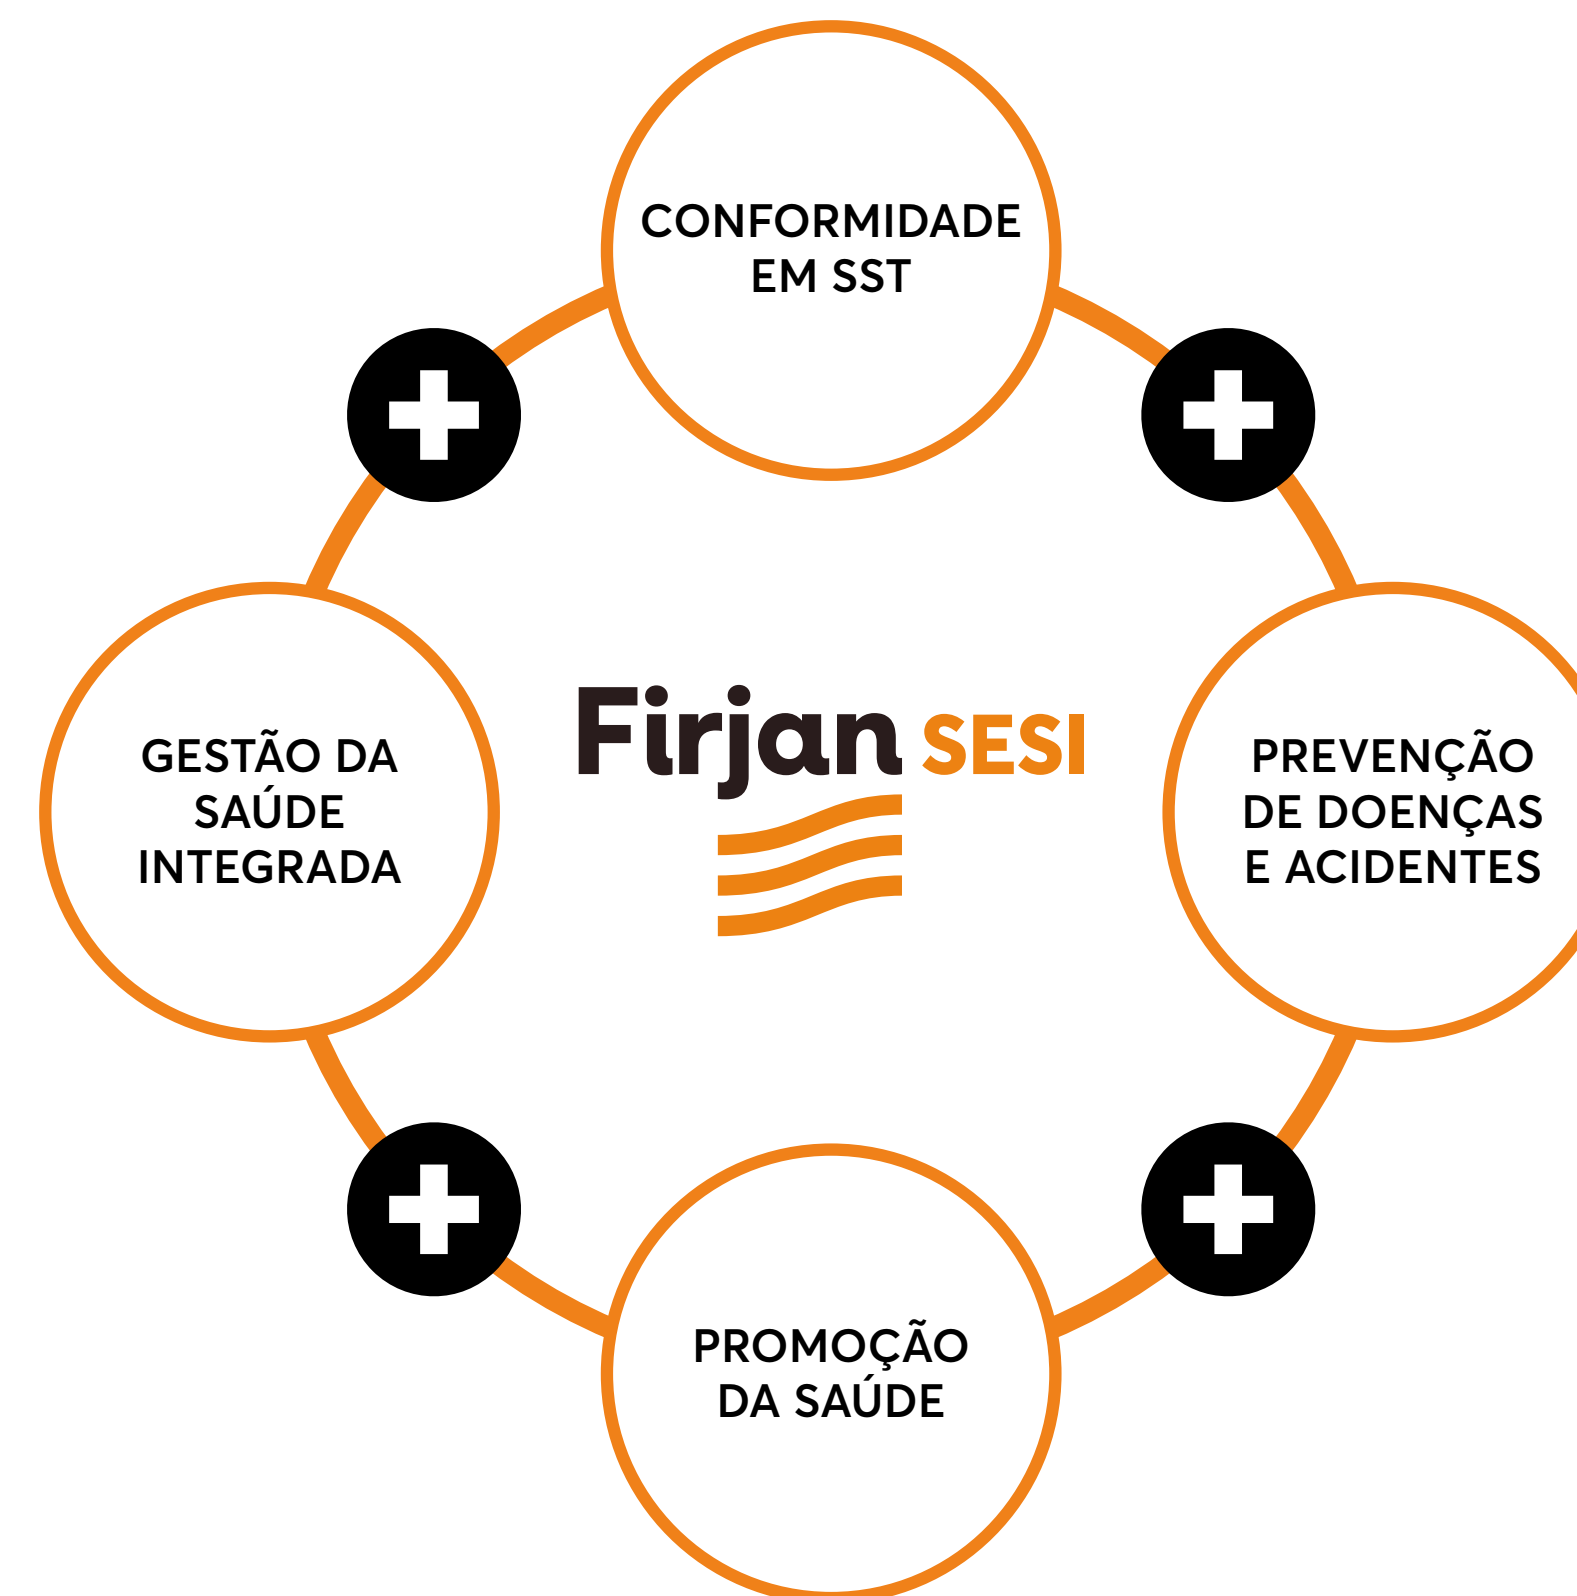 CONFORMIDADE
EM SST
GESTÃO DA
SAÚDE
INTEGRADA
Firjan SESI
PREVENÇÃO
DE DOENÇAS
E ACIDENTES
PROMOÇÃO
DA SAÚDE